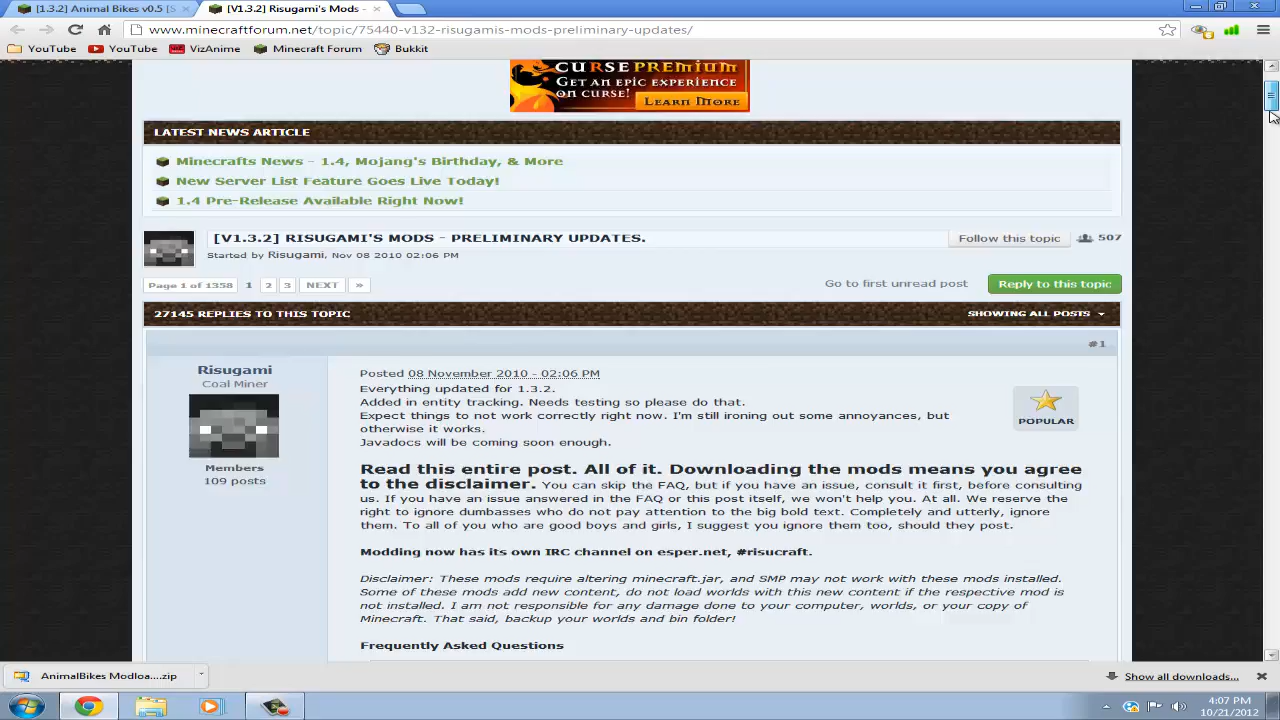 [1.3.2] Animal Bikes v0.5 [S
[V1.3.2] Risugami's Mods -
www.minecraftforum.net/topic/75440-v132-risugamis-mods-preliminary-updates/
YouTube YouTube VizAnime Minecraft Forum Bukkit
CURSE PREMIUM
GET AN EPIC EXPERIENCE
ON CURSE! LEARN MORE
LATEST NEWS ARTICLE
Minecrafts News - 1.4, Mojang's Birthday, & More
New Server List Feature Goes Live Today!
1.4 Pre-Release Available Right Now!
[V1.3.2] RISUGAMI'S MODS - PRELIMINARY UPDATES.
Follow this topic 507
Started by Risugami, Nov 08 2010 02:06 PM
Page 1 of 1358 1 2 3 NEXT »
Go to first unread post Reply to this topic
27145 REPLIES TO THIS TOPIC SHOWING ALL POSTS
#1
Risugami
Coal Miner
Members
109 posts
Posted 08 November 2010 - 02:06 PM
Everything updated for 1.3.2.
Added in entity tracking. Needs testing so please do that.
Expect things to not work correctly right now. I'm still ironing out some annoyances, but
otherwise it works.
Javadocs will be coming soon enough.
POPULAR
Read this entire post. All of it. Downloading the mods means you agree
to the disclaimer. You can skip the FAQ, but if you have an issue, consult it first, before consulting
us. If you have an issue answered in the FAQ or this post itself, we won't help you. At all. We reserve the
right to ignore dumbasses who do not pay attention to the big bold text. Completely and utterly, ignore
them. To all of you who are good boys and girls, I suggest you ignore them too, should they post.
Modding now has its own IRC channel on esper.net, #risucraft.
Disclaimer: These mods require altering minecraft.jar, and SMP may not work with these mods installed.
Some of these mods add new content, do not load worlds with this new content if the respective mod is
not installed. I am not responsible for any damage done to your computer, worlds, or your copy of
Minecraft. That said, backup your worlds and bin folder!
Frequently Asked Questions
AnimalBikes Modloa....zip
Show all downloads...
4:07 PM
10/21/2012